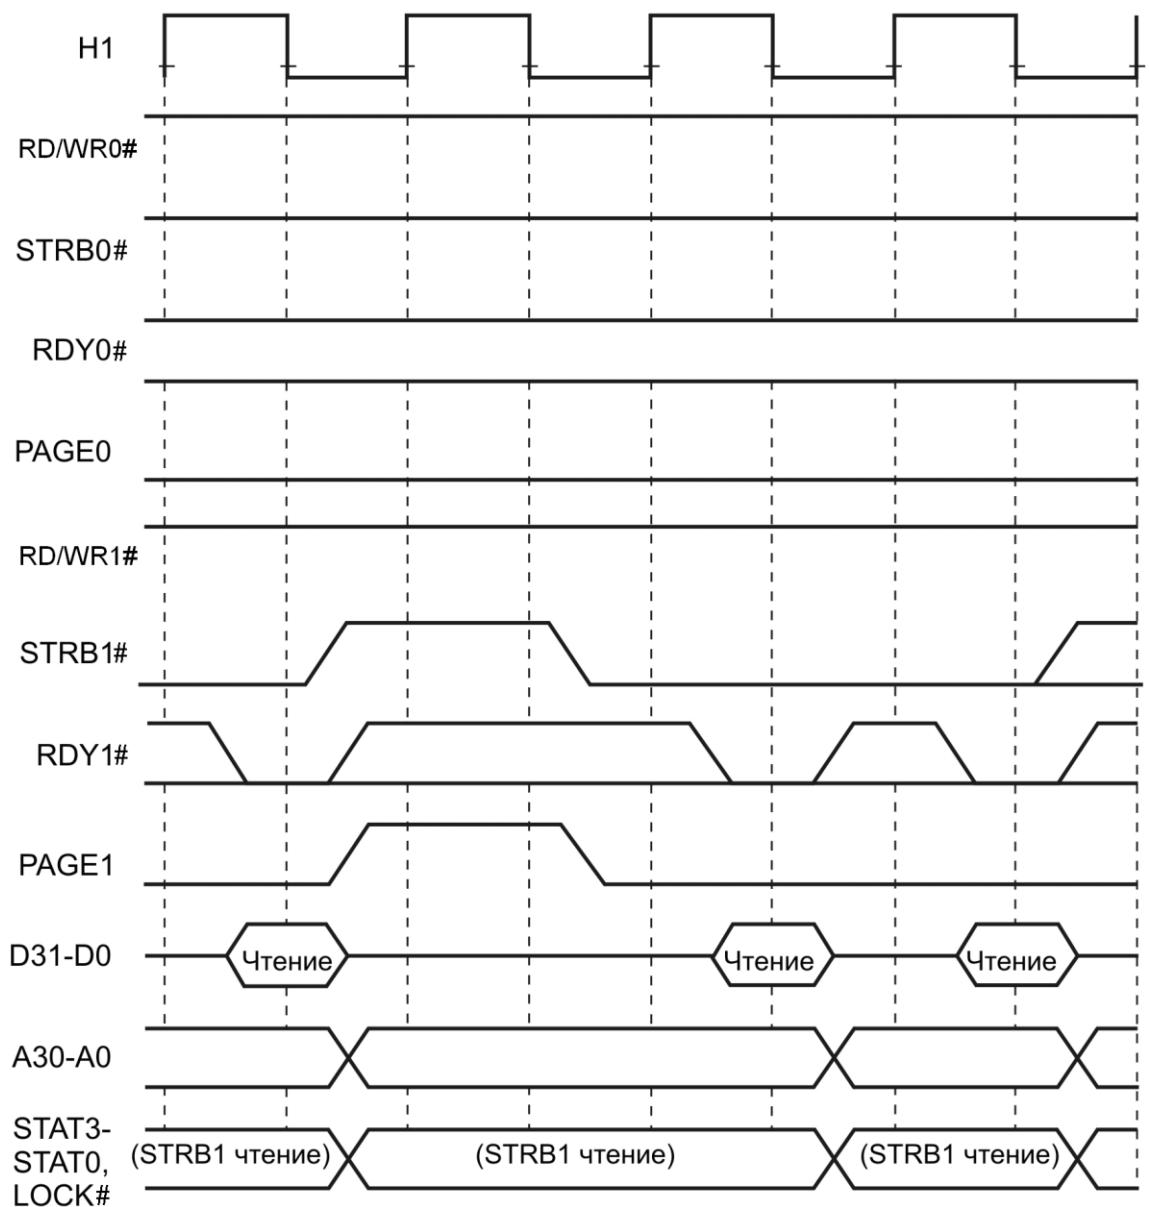 H1
RD/WR0#
STRB0#
RDY0#
PAGE0
RD/WR1#
STRB1#
RDY1#
PAGE1
D31-D0
Чтение
Чтение
Чтение
A30-A0
STAT3-
STAT0,
LOCK#
(STRB1 чтение)
(STRB1 чтение)
(STRB1 чтение)